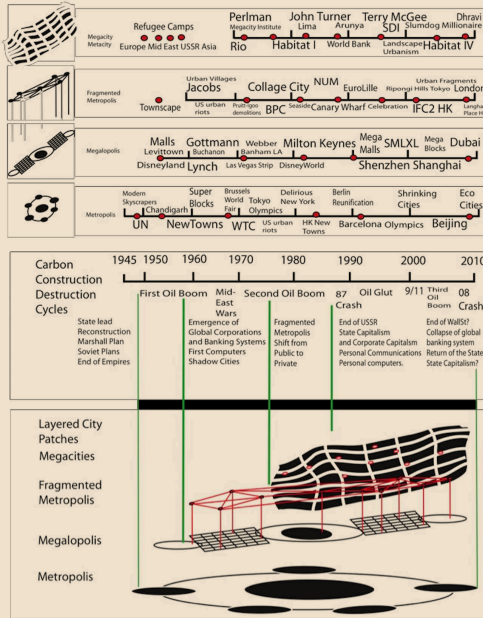 Megacity
Metacity
Refugee Camps
Europe Mid East USSR Asia
Perlman John Turner Terry McGee Dhravi
Megacity Institute Lima Arunya SDI Slumdog Millionaire
Rio Habitat I World Bank Landscape Urbanism Habitat IV
Fragmented
Metropolis
Urban Villages NUM Urban Fragments
Jacobs Collage City EuroLille Ripongi Hills Tokyo London
Townscape US urban riots Pruitt-Igoo demolitions BPC Seaside Canary Wharf Celebration IFC2 HK
Megalopolis
Malls Gottmann Webber Milton Keynes Mega Malls SMLXL Mega Blocks Dubai
Levittown Buchanon Banham LA
Disneyland Lynch Las Vegas Strip DisneyWorld Shenzhen Shanghai
Metropolis
Modern Skyscrapers Super Blocks Brussels World Fair Tokyo Olympics Delirious New York Berlin Reunification Shrinking Cities Eco Cities
Chandigarh
UN NewTowns WTC US urban riots HK New Towns Barcelona Olympics Beijing
Carbon
Construction
Destruction
Cycles
1945 1950 1960 1970 1980 1990 2000 2010
First Oil Boom Mid-East Wars Second Oil Boom 87 Crash Oil Glut 9/11 Third Oil Boom 08 Crash
State lead
Reconstruction
Marshall Plan
Soviet Plans
End of Empires
Emergence of
Global Corporations
and Banking Systems
First Computers
Shadow Cities
Fragmented
Metropolis
Shift from
Public to
Private
End of USSR
State Capitalism
and Corporate Capitalsm
Personal Communications
Personal computers.
End of WallSt?
Collapse of global
banking system
Return of the State
State Capitalism?
Layered City
Patches
Megacities
Fragmented
Metropolis
Megalopolis
Metropolis